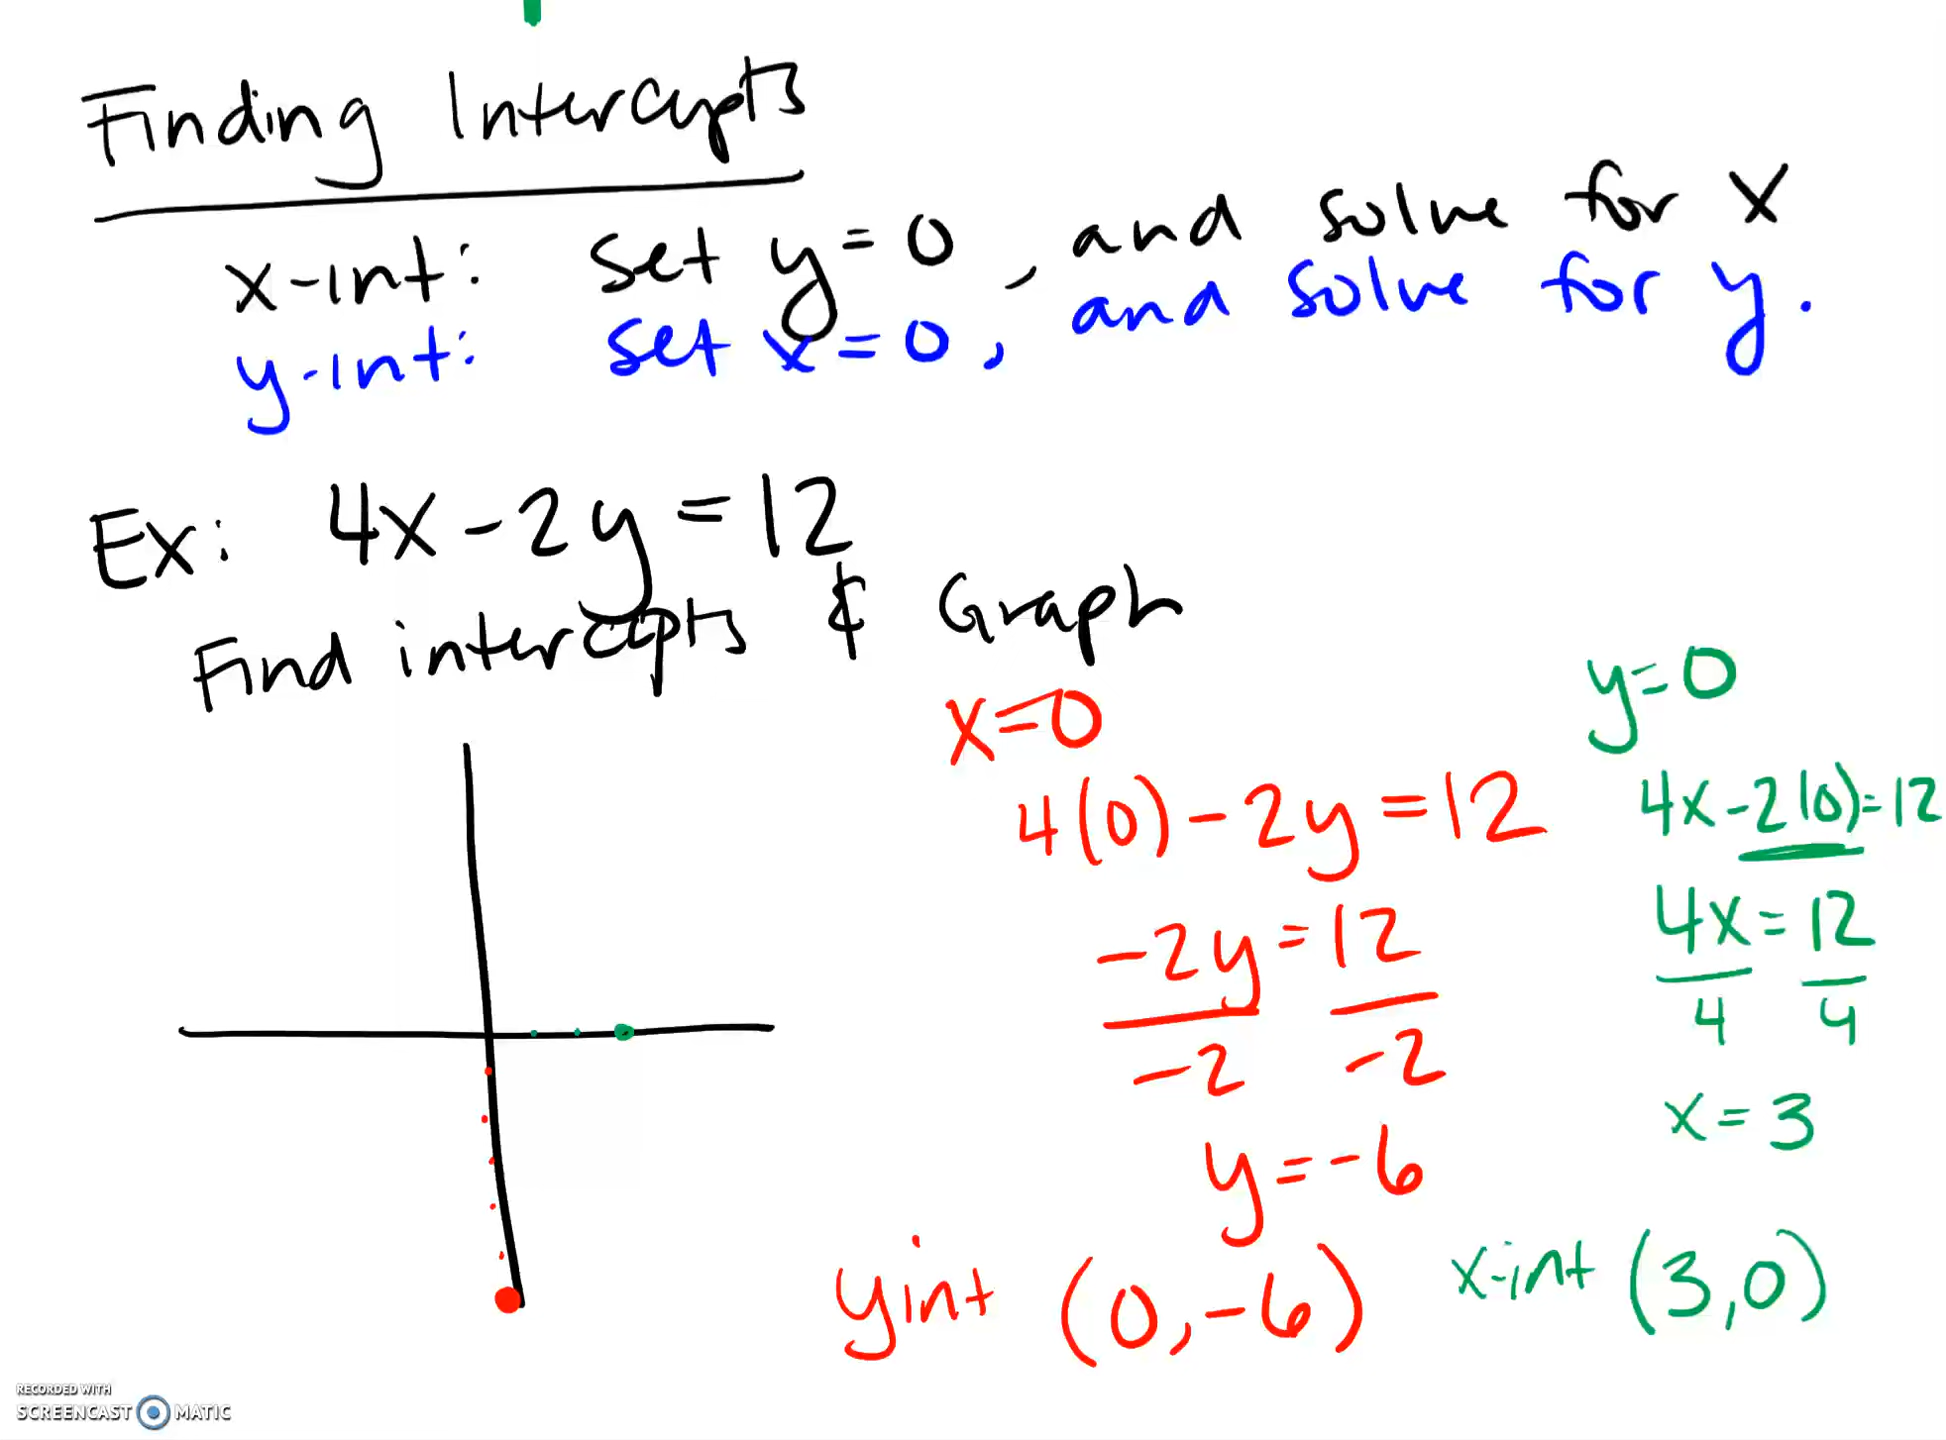 Finding Intercepts
x-int: set y=0, and solve for x
y-int: set x=0, and solve for y.
Ex: 4x-2y=12
Find intercepts & Graph
x=0
4(0)-2y=12
-2y=12
-2 -2
y=-6
yint (0,-6)
y=0
4x-2(0)=12
4x=12
4 4
x=3
x-int (3,0)
RECORDED WITH
SCREENCAST MATIC